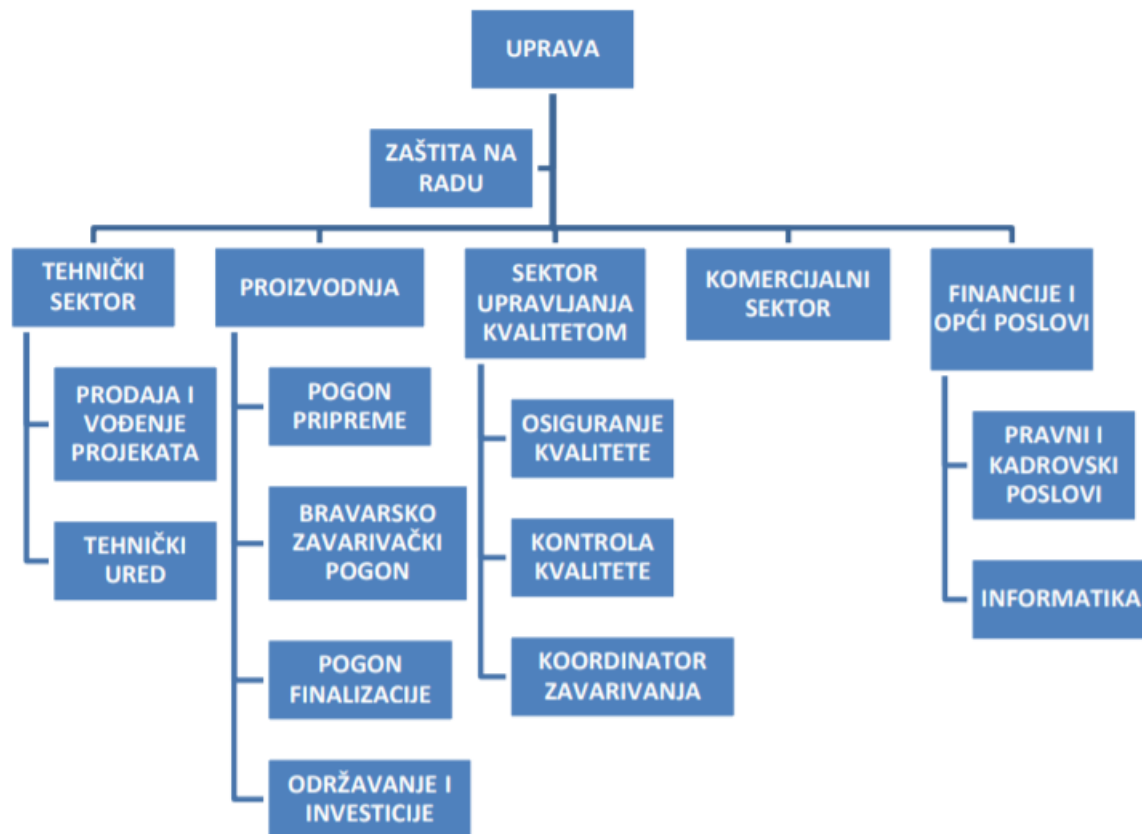 UPRAVA
ZAŠTITA NA
RADU
TEHNIČKI
SEKTOR
PRODAJA I
VOĐENJE
PROJEKATA
TEHNIČKI
URED
PROIZVODNJA
POGON
PRIPREME
BRAVARSKO
ZAVARIVAČKI
POGON
POGON
FINALIZACIJE
ODRŽAVANJE I
INVESTICIJE
SEKTOR
UPRAVLJANJA
KVALITETOM
OSIGURANJE
KVALITETE
KONTROLA
KVALITETE
KOORDINATOR
ZAVARIVANJA
KOMERCIJALNI
SEKTOR
FINANCIJE I
OPĆI POSLOVI
PRAVNI I
KADROVSKI
POSLOVI
INFORMATIKA